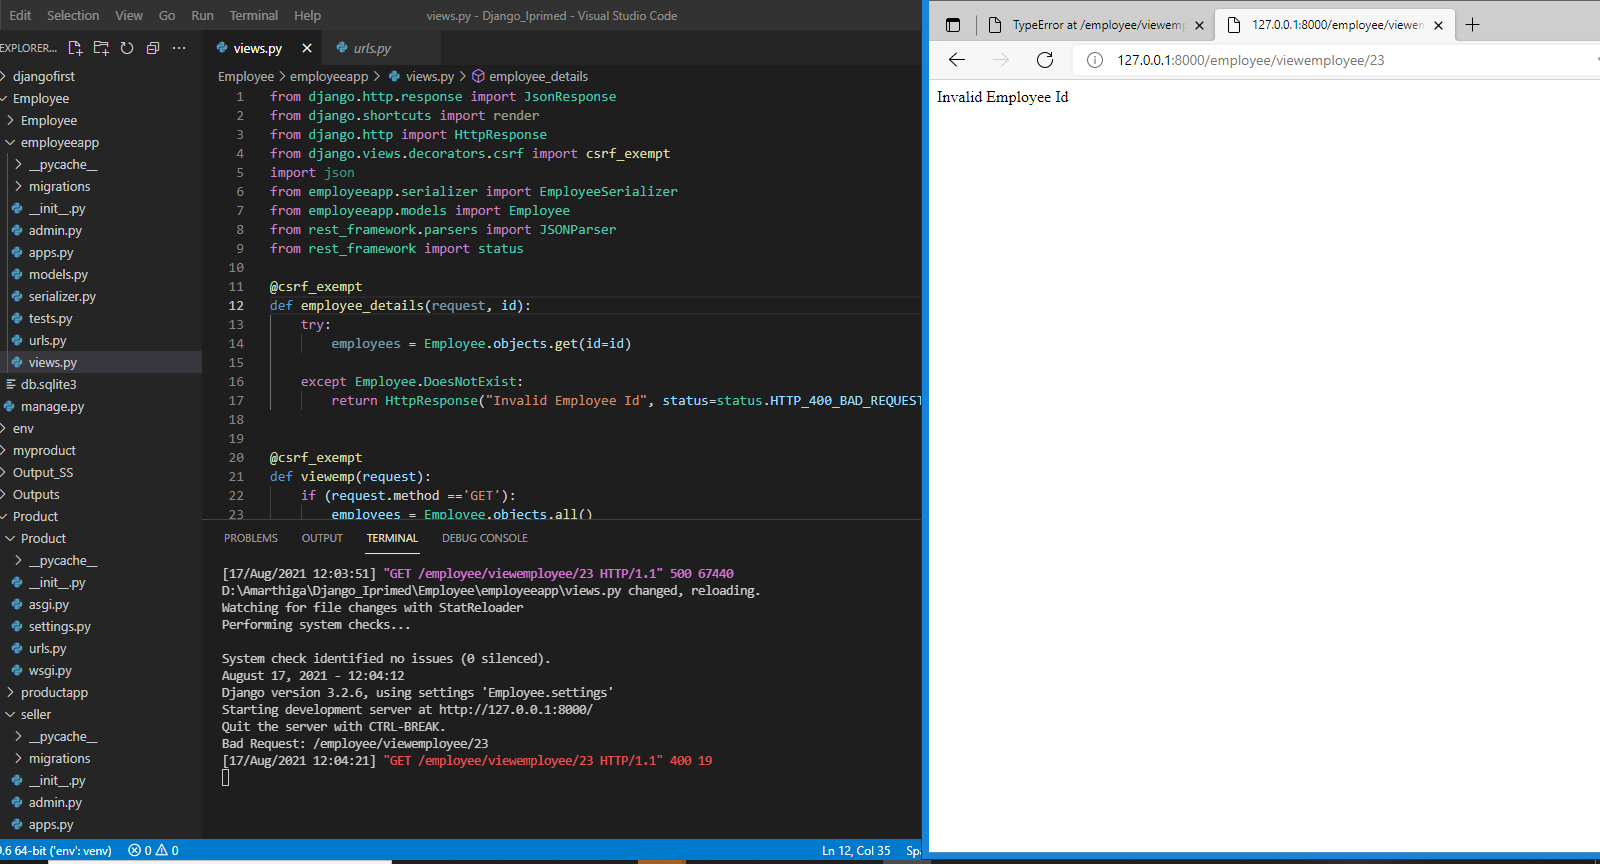 Edit Selection View Go Run Terminal Help
views.py - Django_Iprimed - Visual Studio Code
EXPLORER...
djangofirst
Employee
Employee
employeeapp
__pycache__
migrations
__init__.py
admin.py
apps.py
models.py
serializer.py
tests.py
urls.py
views.py
db.sqlite3
manage.py
env
myproduct
Output_SS
Outputs
Product
Product
__pycache__
__init__.py
asgi.py
settings.py
urls.py
wsgi.py
productapp
seller
__pycache__
migrations
__init__.py
admin.py
apps.py
views.py
urls.py
Employee > employeeapp > views.py > employee_details
1 from django.http.response import JsonResponse
2 from django.shortcuts import render
3 from django.http import HttpResponse
4 from django.views.decorators.csrf import csrf_exempt
5 import json
6 from employeeapp.serializer import EmployeeSerializer
7 from employeeapp.models import Employee
8 from rest_framework.parsers import JSONParser
9 from rest_framework import status
10
11 @csrf_exempt
12 def employee_details(request, id):
13 try:
14 employees = Employee.objects.get(id=id)
15
16 except Employee.DoesNotExist:
17 return HttpResponse("Invalid Employee Id", status=status.HTTP_400_BAD_REQUEST
18
19
20 @csrf_exempt
21 def viewemp(request):
22 if (request.method =='GET'):
23 employees = Employee.objects.all()
PROBLEMS OUTPUT TERMINAL DEBUG CONSOLE
[17/Aug/2021 12:03:51] "GET /employee/viewemployee/23 HTTP/1.1" 500 67440
D:\Amarthiga\Django_Iprimed\Employee\employeeapp\views.py changed, reloading.
Watching for file changes with StatReloader
Performing system checks...
System check identified no issues (0 silenced).
August 17, 2021 - 12:04:12
Django version 3.2.6, using settings 'Employee.settings'
Starting development server at http://127.0.0.1:8000/
Quit the server with CTRL-BREAK.
Bad Request: /employee/viewemployee/23
[17/Aug/2021 12:04:21] "GET /employee/viewemployee/23 HTTP/1.1" 400 19
.6 64-bit ('env': venv) 0 0
Ln 12, Col 35 Sp
TypeError at /employee/viewemp
127.0.0.1:8000/employee/viewem
127.0.0.1:8000/employee/viewemployee/23
Invalid Employee Id